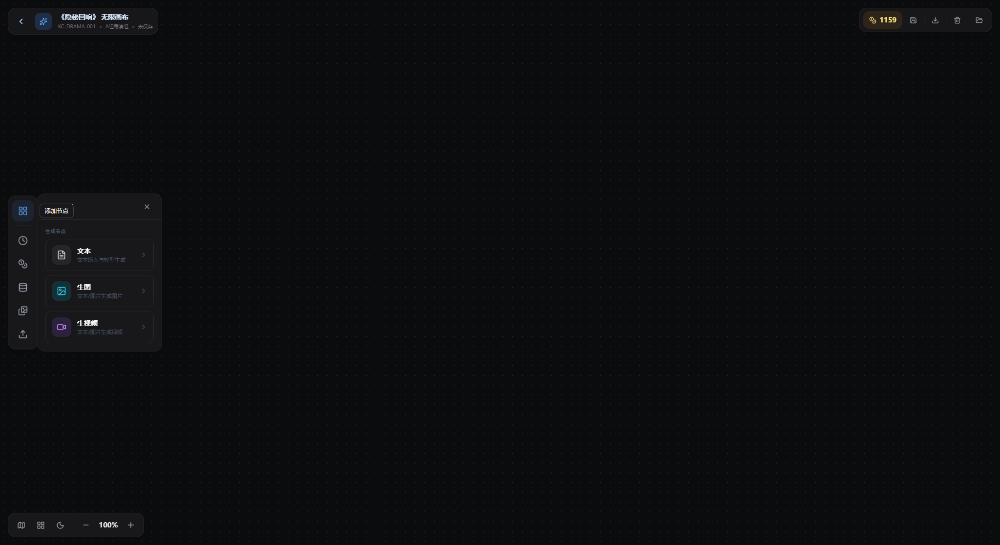 《隐秘回响》 无限画布
KC-DRAMA-001 • A组导演组 • 未保存
1159
添加节点
生成节点
文本
文本输入与模型生成
生图
文本/图片生成图片
生视频
文本/图片生成视频
100%